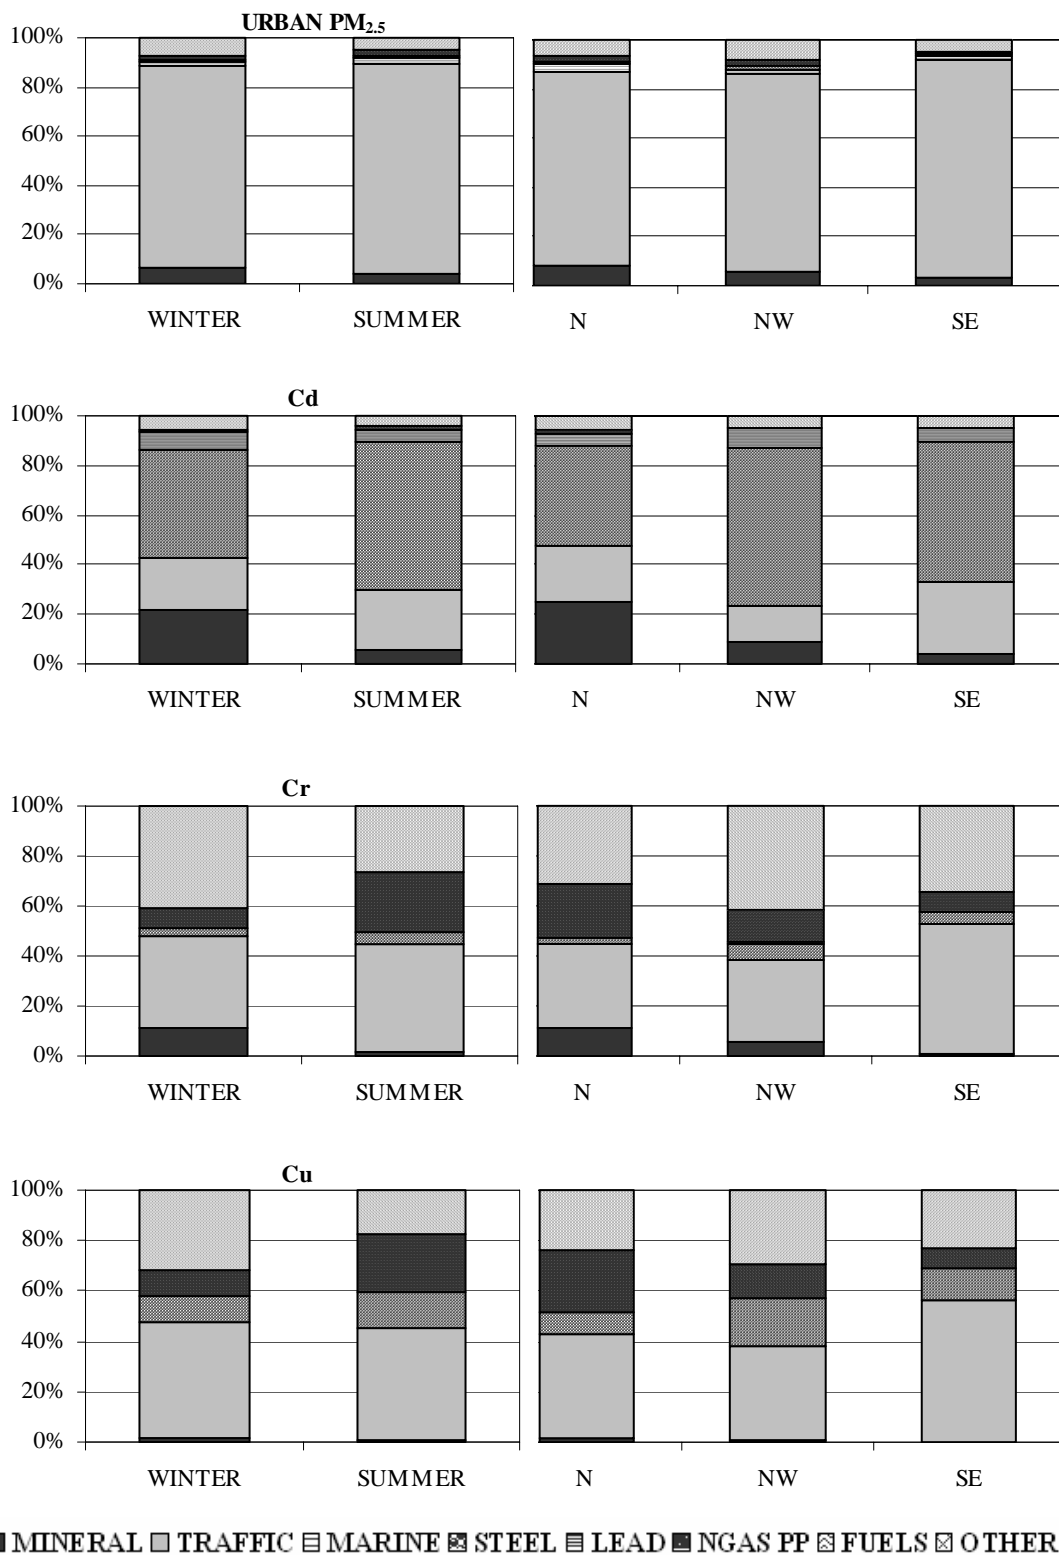 URBAN PM2.5
100%
80%
60%
40%
20%
0%
WINTER SUMMER N NW SE
Cd
100%
80%
60%
40%
20%
0%
WINTER SUMMER N NW SE
Cr
100%
80%
60%
40%
20%
0%
WINTER SUMMER N NW SE
Cu
100%
80%
60%
40%
20%
0%
WINTER SUMMER N NW SE
MINERAL TRAFFIC MARINE STEEL LEAD NGAS PP FUELS OTHER